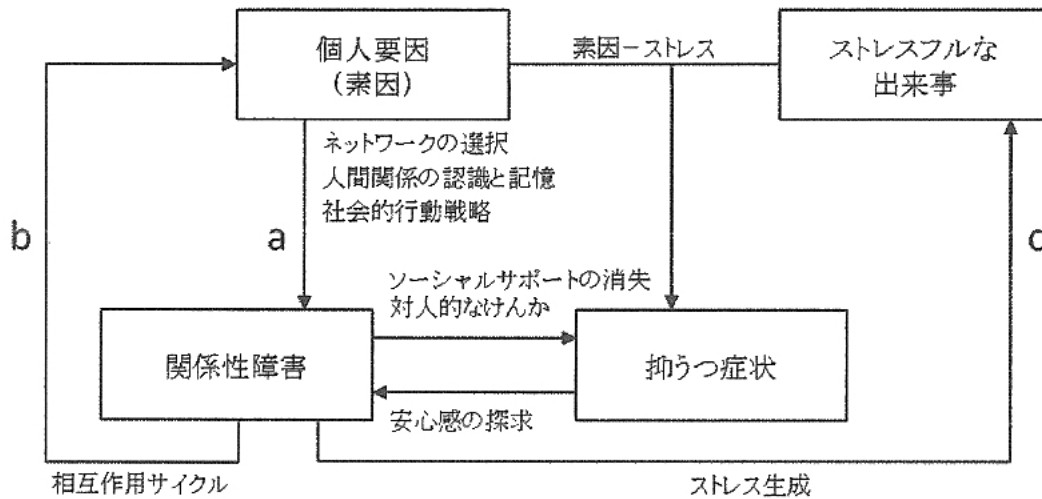 個人要因
(素因)
素因－ストレス
ストレスフルな
出来事
ネットワークの選択
人間関係の認識と記憶
社会的行動戦略
b
a
c
ソーシャルサポートの消失
対人的なけんか
関係性障害
抑うつ症状
安心感の探求
相互作用サイクル
ストレス生成